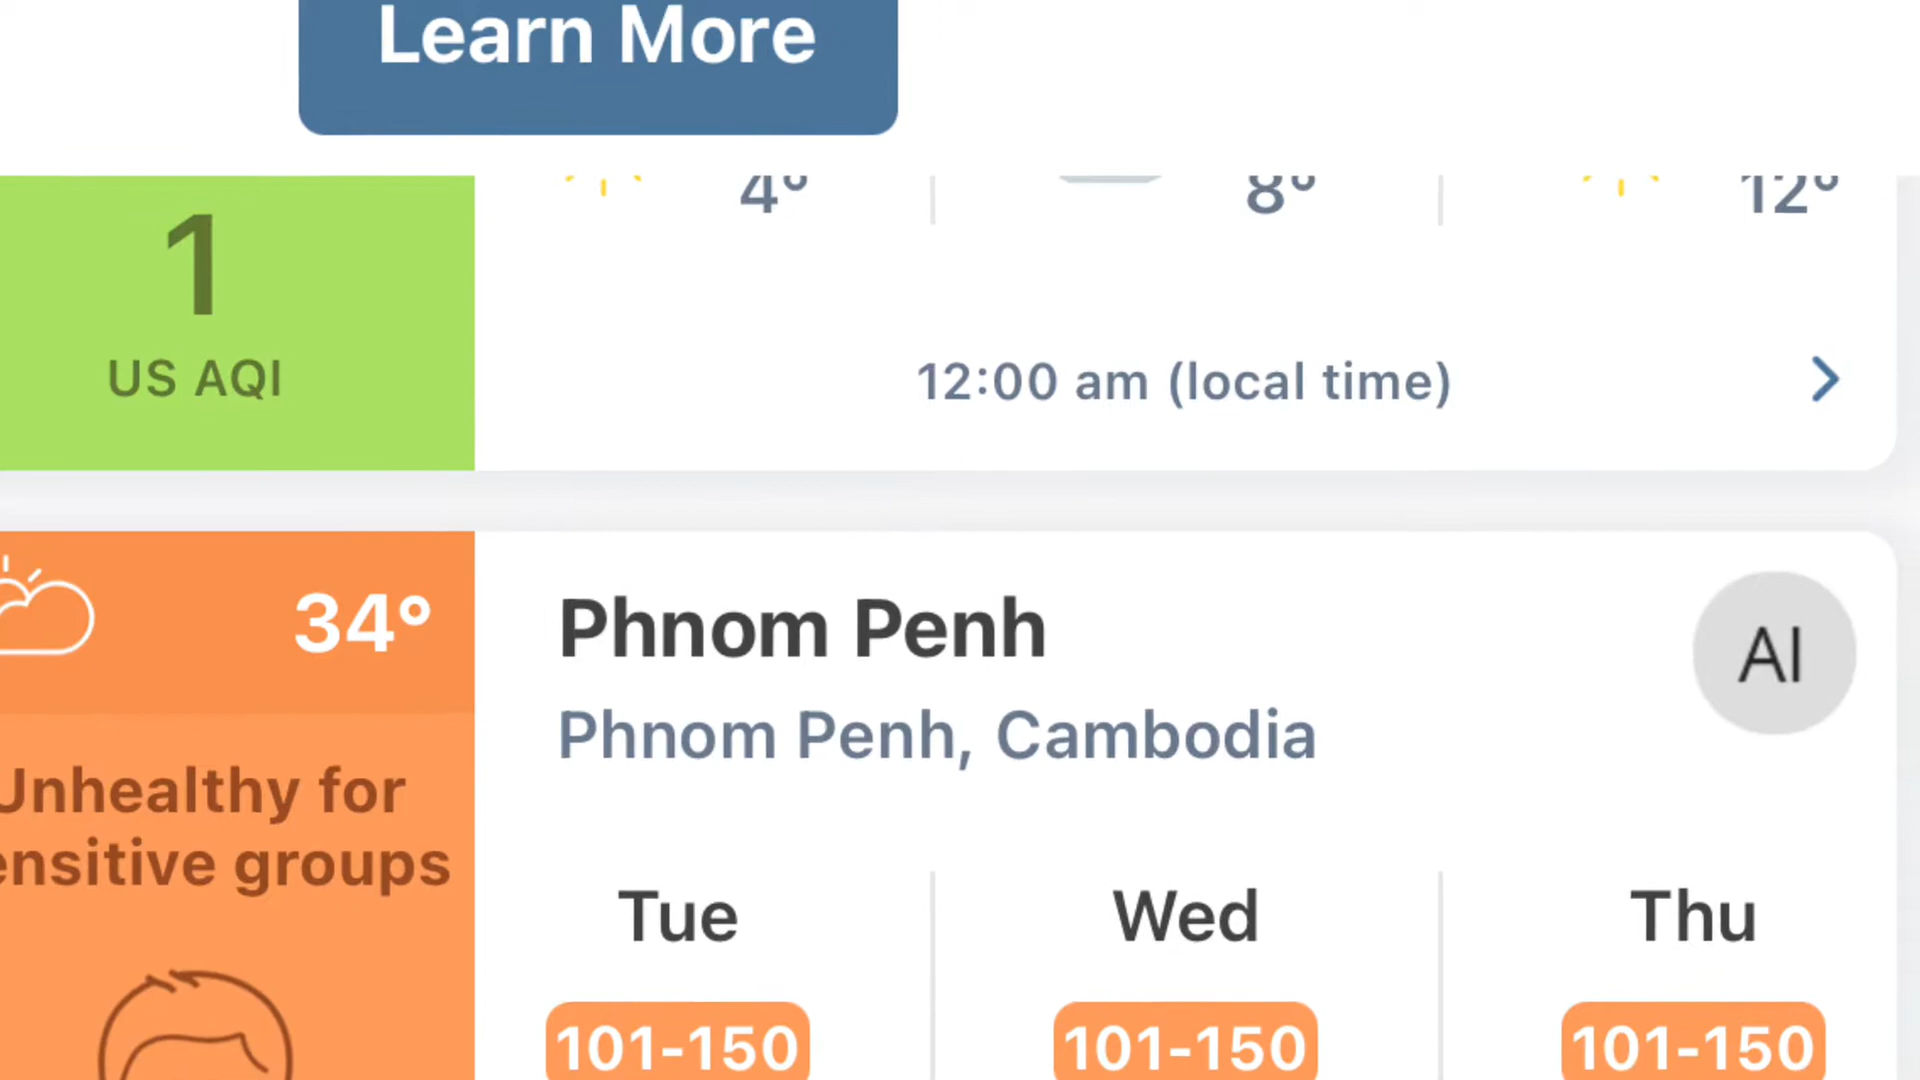 Learn More
4° 8° 12°
1
US AQI
12:00 am (local time)
34°
Phnom Penh
AI
Phnom Penh, Cambodia
Unhealthy for
ensitive groups
Tue Wed Thu
101-150 101-150 101-150